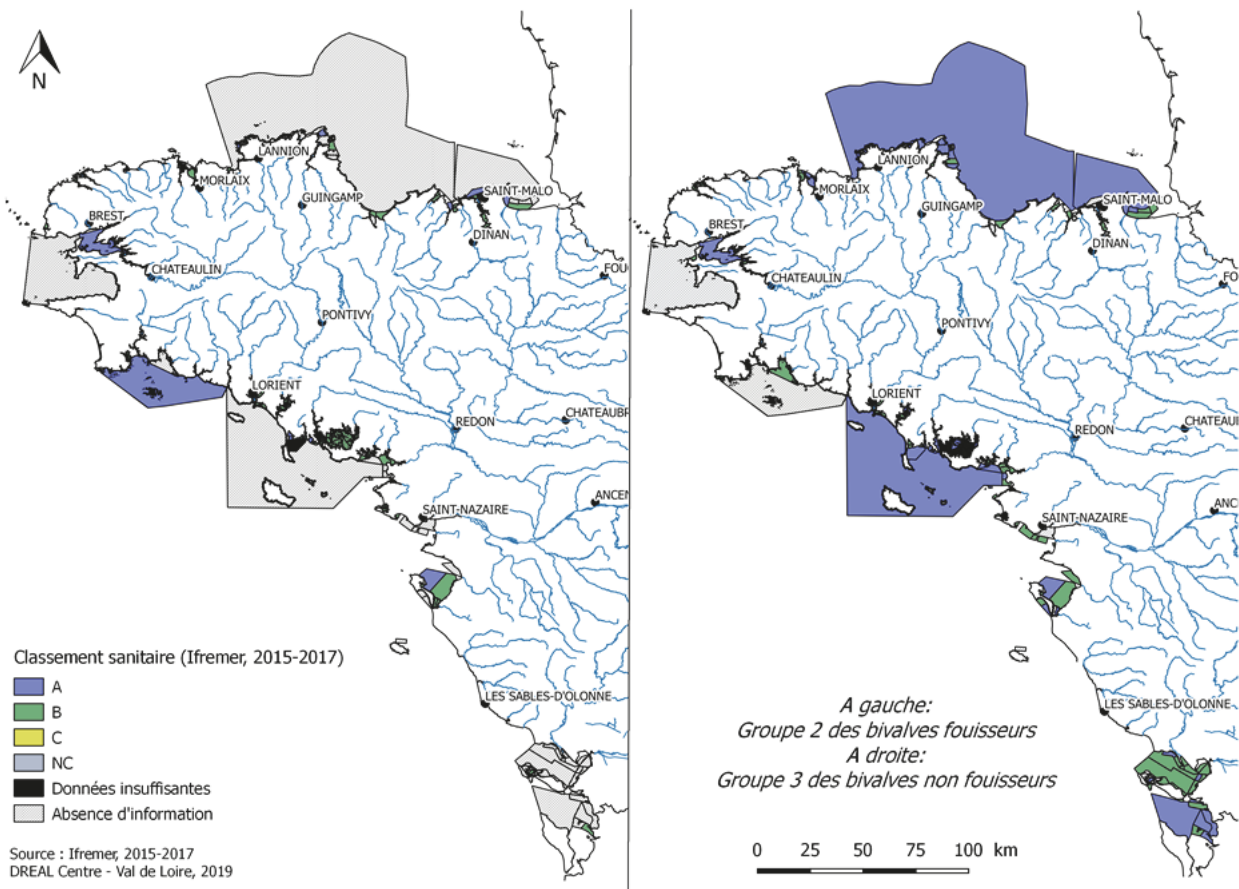 N
LANNION
MORLAIX
GUINGAMP
SAINT-MALO
BREST
DINAN
CHATEAULIN
FOU
PONTIVY
LORIENT
CHATEAUBR
REDON
ANCEN
SAINT-NAZAIRE
LES SABLES-D'OLONNE
Classement sanitaire (Ifremer, 2015-2017)
A
B
C
NC
Données insuffisantes
Absence d'information
Source : Ifremer, 2015-2017
DREAL Centre - Val de Loire, 2019
LANNION
MORLAIX
GUINGAMP
SAINT-MALO
BREST
DINAN
CHATEAULIN
FO
PONTIVY
LORIENT
CHATEAUL
REDON
ANC
SAINT-NAZAIRE
LES SABLES-D'OLONNE
A gauche:
Groupe 2 des bivalves fouisseurs
A droite:
Groupe 3 des bivalves non fouisseurs
0 25 50 75 100 km